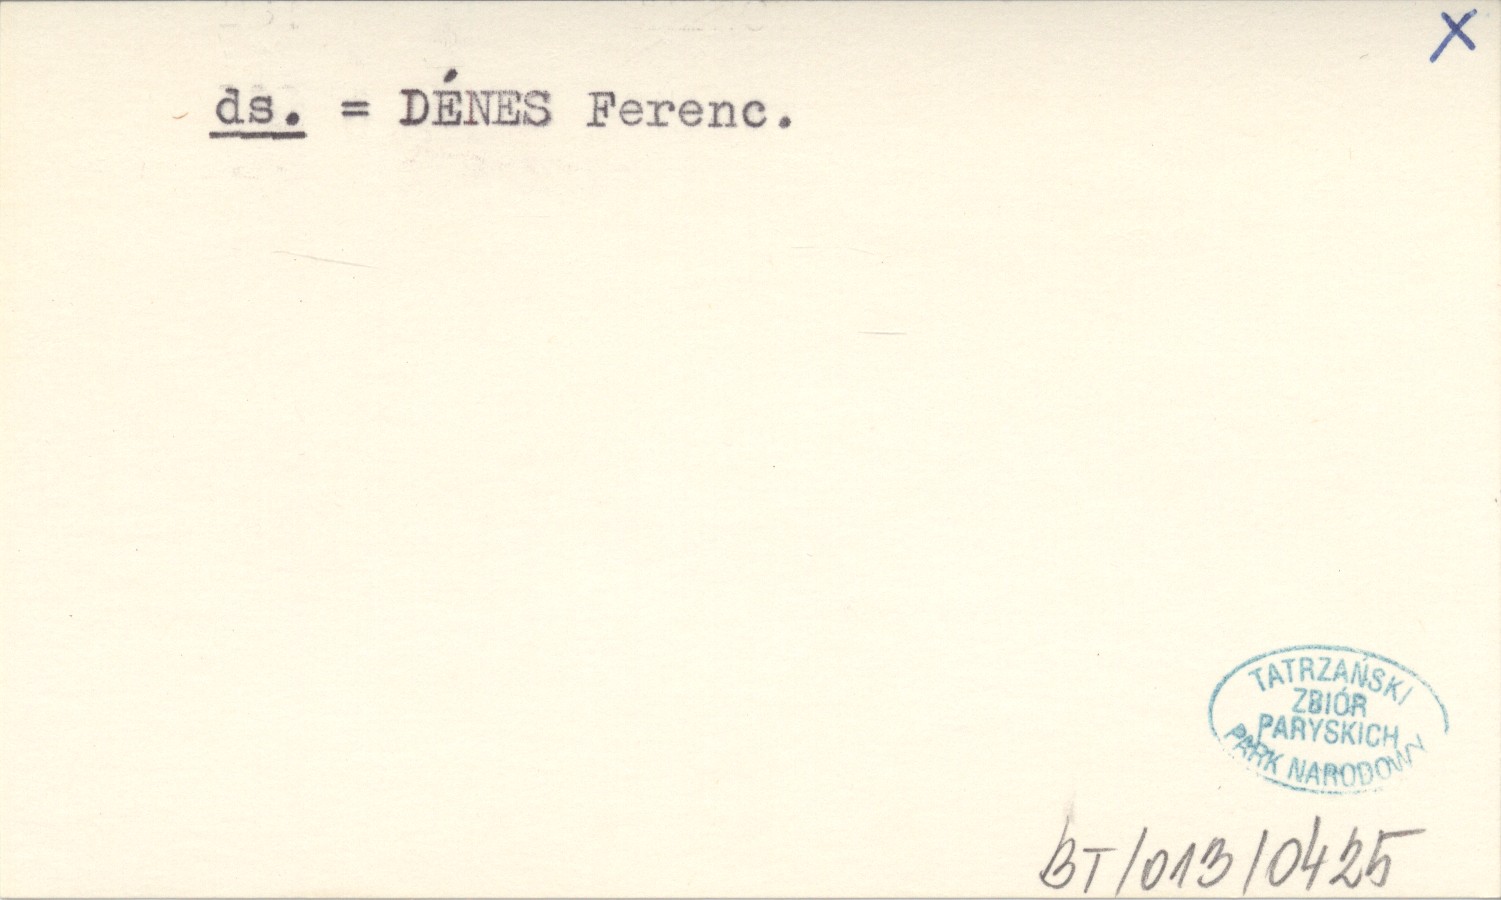 X
ds. = DÉNES Ferenc.
TATRZAŃSKI
ZBIÓR
PARYSKICH
PARK NARODOWY
BT/013/0425